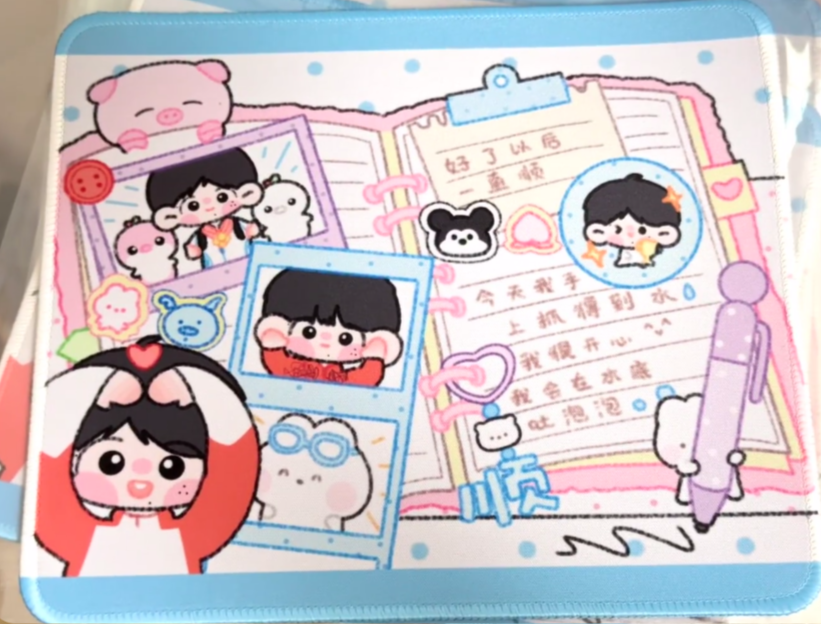 好了以后
一直顺
今天我手
上抓得到水
我很开心
我会在水底
吐泡泡
顺